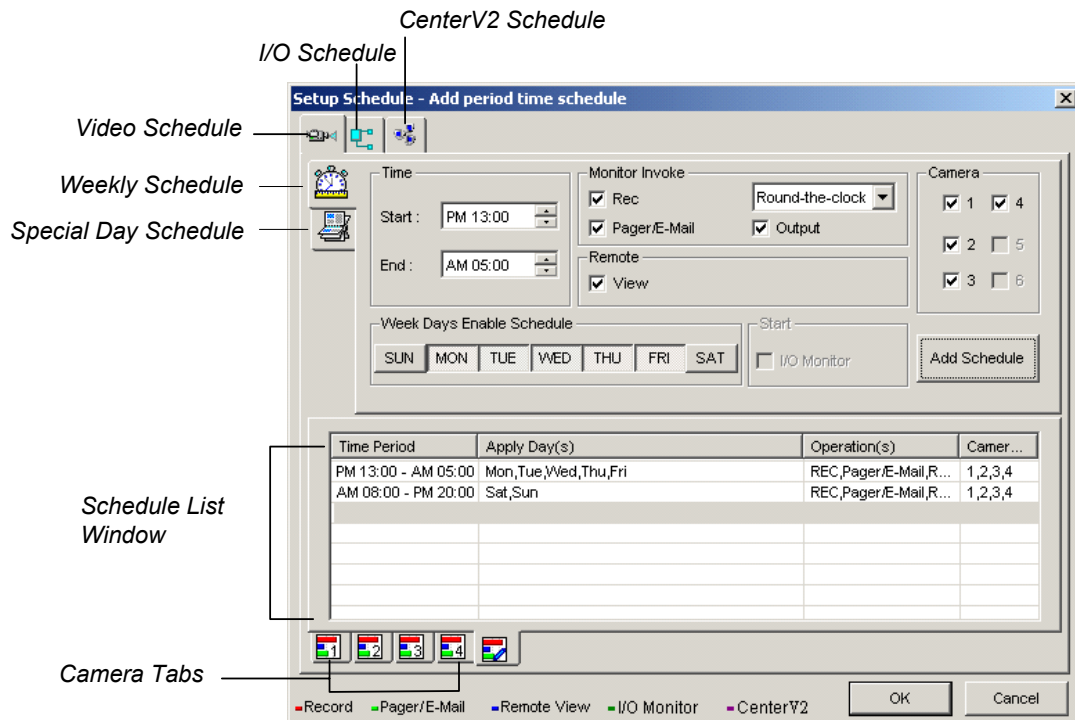 CenterV2 Schedule
I/O Schedule
Setup Schedule - Add period time schedule
Video Schedule
Weekly Schedule
Special Day Schedule
Time
Start :
PM 13:00
End :
AM 05:00
Monitor Invoke
Rec
Round-the-clock
Pager/E-Mail
Output
Remote
View
Camera
1
4
2
5
3
6
Week Days Enable Schedule
SUN MON TUE WED THU FRI SAT
Start
I/O Monitor
Add Schedule
Schedule List
Window
Time Period Apply Day(s) Operation(s) Camer...
PM 13:00 - AM 05:00 Mon,Tue,Wed,Thu,Fri REC,Pager/E-Mail,R... 1,2,3,4
AM 08:00 - PM 20:00 Sat,Sun REC,Pager/E-Mail,R... 1,2,3,4
1 2 3 4
Camera Tabs
Record Pager/E-Mail Remote View I/O Monitor CenterV2
OK
Cancel